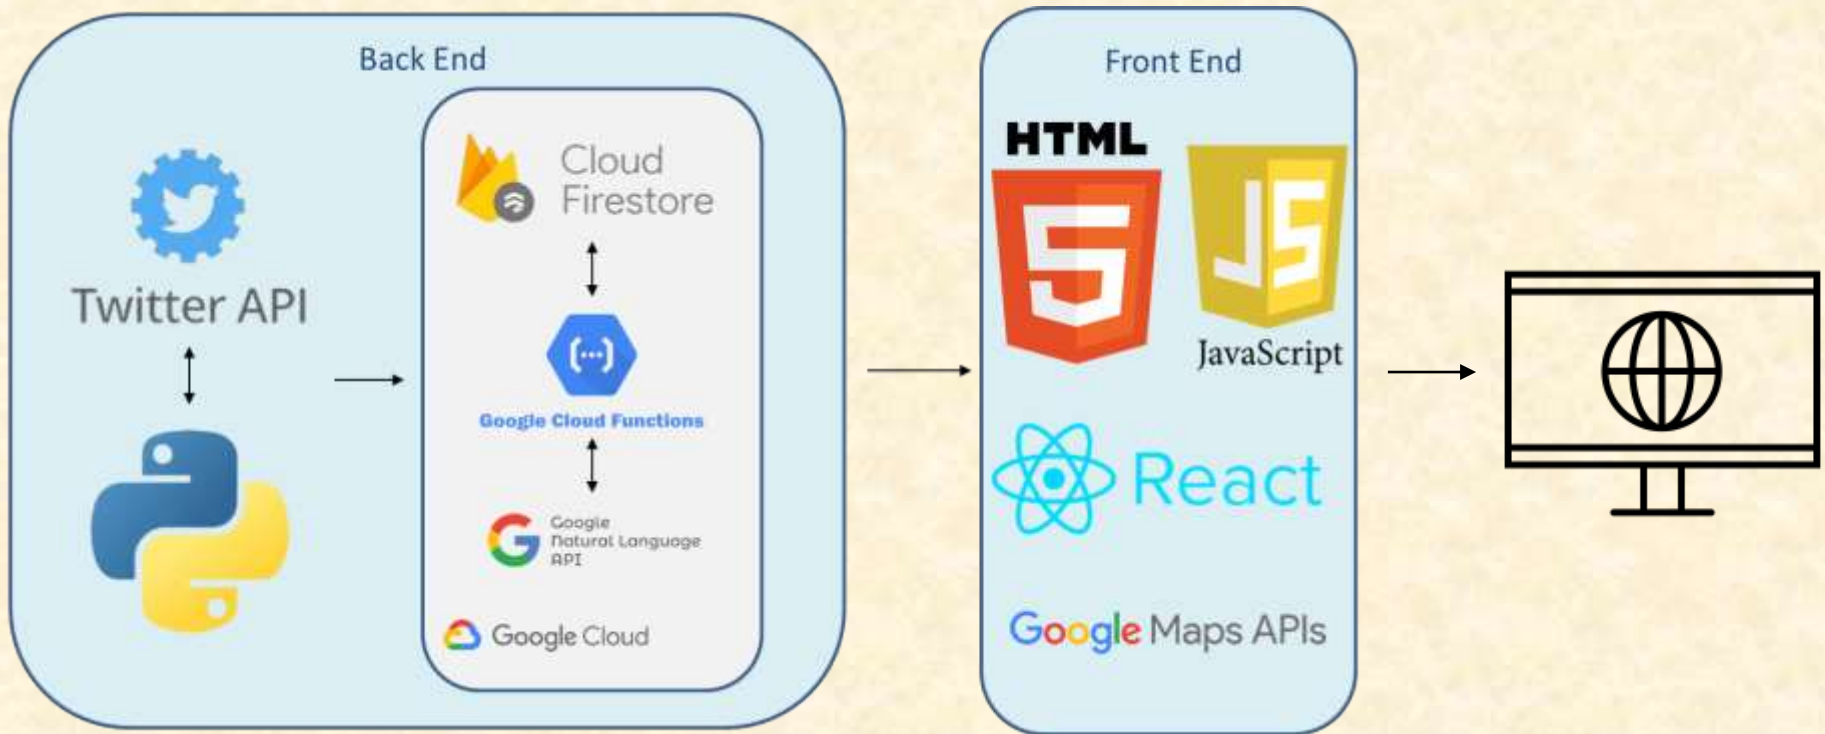 Back End
Twitter API
Cloud
Firestore
Google Cloud Functions
Google
Natural Language
API
Google Cloud
Front End
HTML
5
JS
JavaScript
React
Google Maps APIs